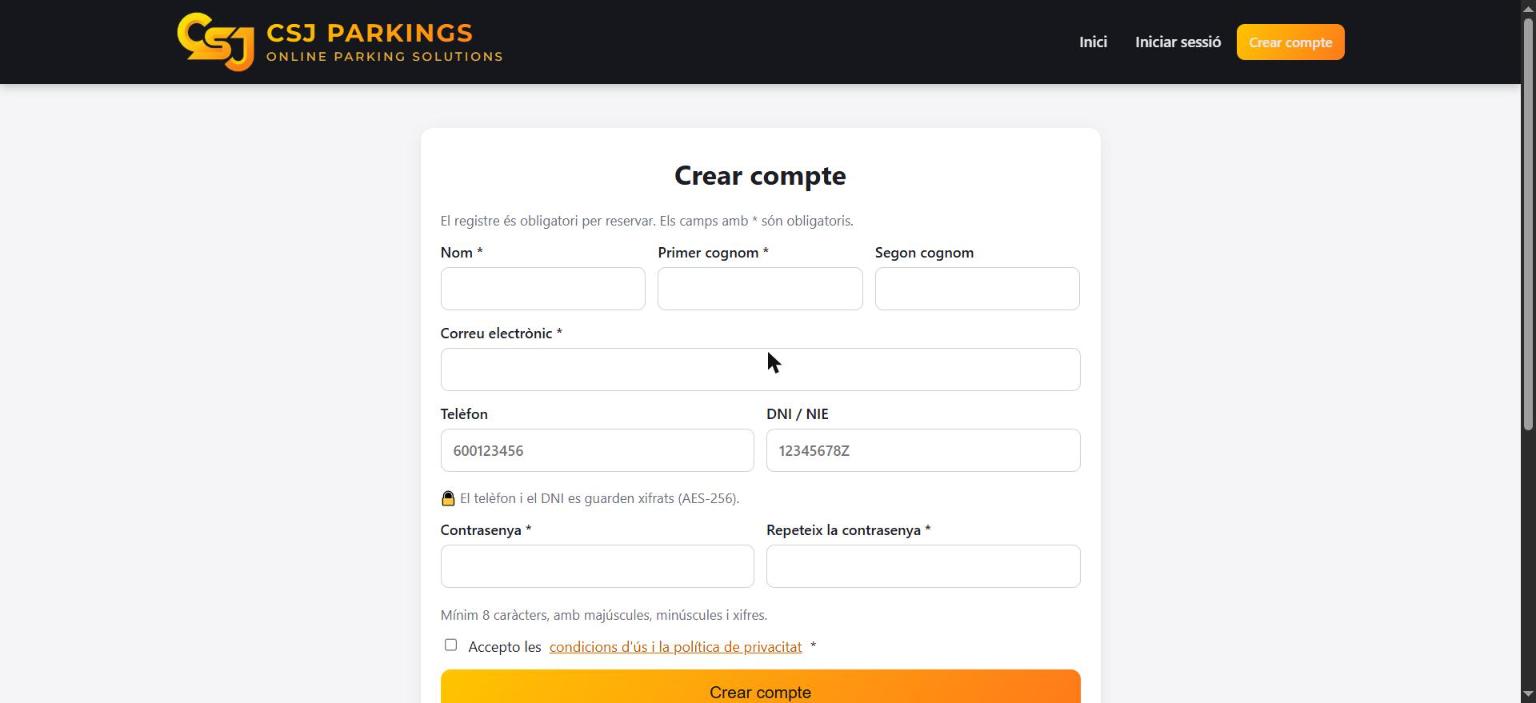 CSJ
CSJ PARKINGS
ONLINE PARKING SOLUTIONS
Inici
Iniciar sessió
Crear compte
Crear compte
El registre és obligatori per reservar. Els camps amb * són obligatoris.
Nom *
Primer cognom *
Segon cognom
Correu electrònic *
Telèfon
DNI / NIE
600123456
12345678Z
El telèfon i el DNI es guarden xifrats (AES-256).
Contrasenya *
Repeteix la contrasenya *
Mínim 8 caràcters, amb majúscules, minúscules i xifres.
Accepto les condicions d'ús i la política de privacitat *
Crear compte